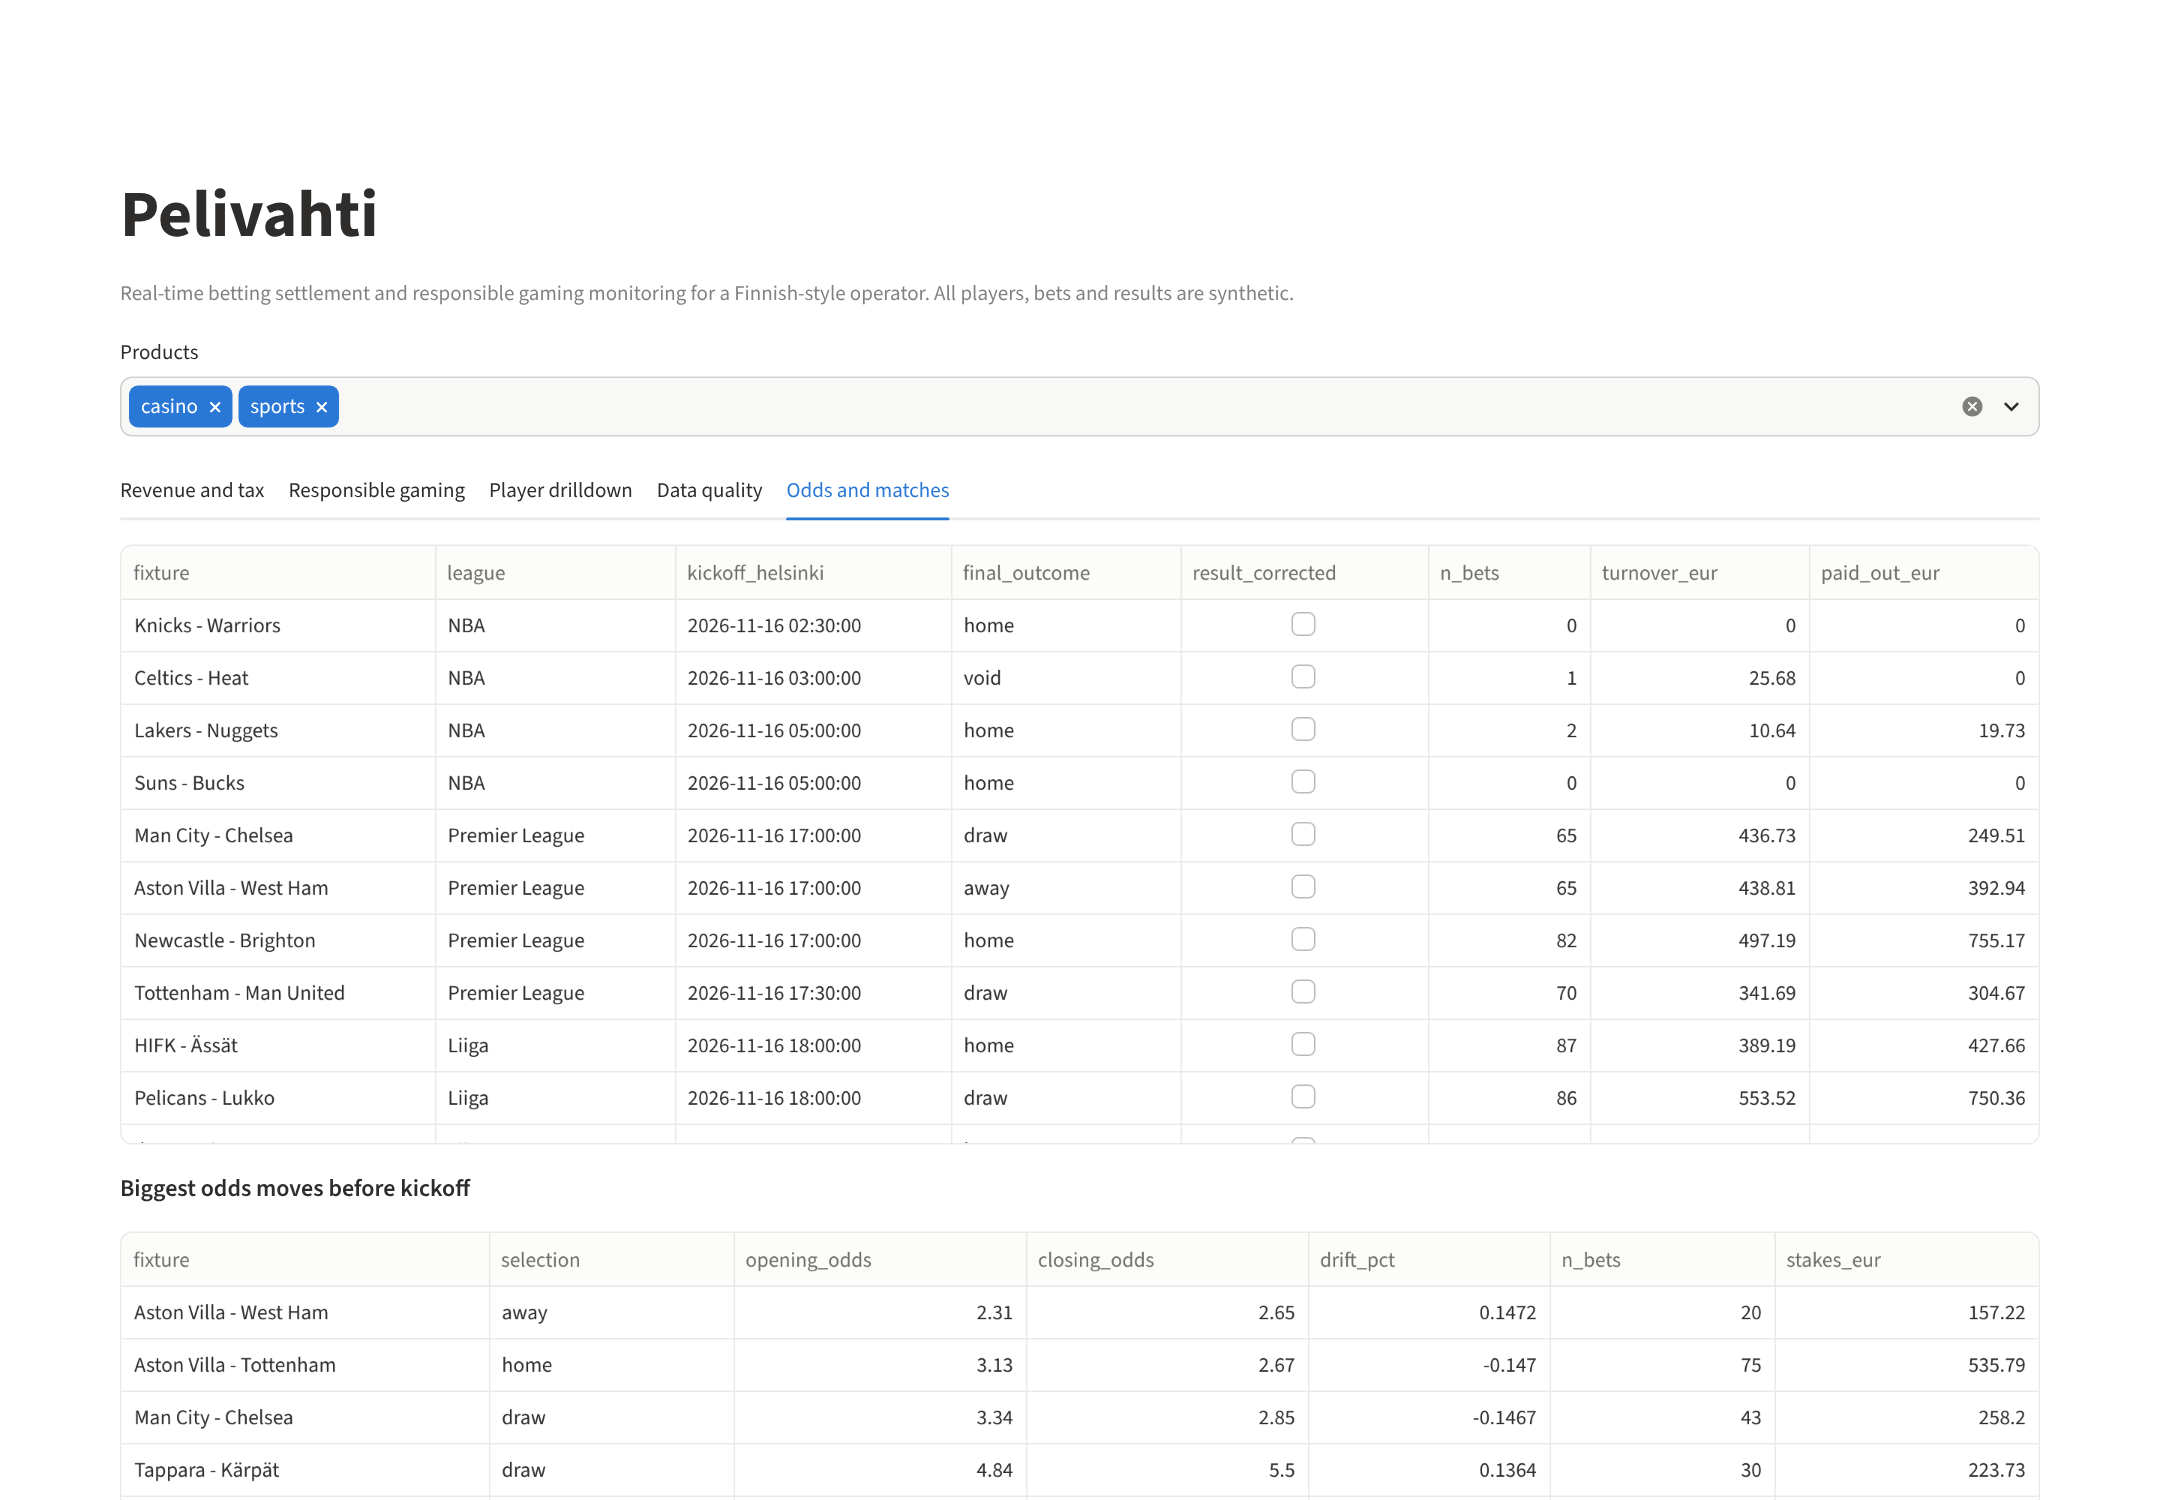 Pelivahti
Real-time betting settlement and responsible gaming monitoring for a Finnish-style operator. All players, bets and results are synthetic.
Products
casino sports
Revenue and tax Responsible gaming Player drilldown Data quality Odds and matches
fixture league kickoff_helsinki final_outcome result_corrected n_bets turnover_eur paid_out_eur
Knicks - Warriors NBA 2026-11-16 02:30:00 home 0 0 0
Celtics - Heat NBA 2026-11-16 03:00:00 void 1 25.68 0
Lakers - Nuggets NBA 2026-11-16 05:00:00 home 2 10.64 19.73
Suns - Bucks NBA 2026-11-16 05:00:00 home 0 0 0
Man City - Chelsea Premier League 2026-11-16 17:00:00 draw 65 436.73 249.51
Aston Villa - West Ham Premier League 2026-11-16 17:00:00 away 65 438.81 392.94
Newcastle - Brighton Premier League 2026-11-16 17:00:00 home 82 497.19 755.17
Tottenham - Man United Premier League 2026-11-16 17:30:00 draw 70 341.69 304.67
HIFK - Ässät Liiga 2026-11-16 18:00:00 home 87 389.19 427.66
Pelicans - Lukko Liiga 2026-11-16 18:00:00 draw 86 553.52 750.36
Biggest odds moves before kickoff
fixture selection opening_odds closing_odds drift_pct n_bets stakes_eur
Aston Villa - West Ham away 2.31 2.65 0.1472 20 157.22
Aston Villa - Tottenham home 3.13 2.67 -0.147 75 535.79
Man City - Chelsea draw 3.34 2.85 -0.1467 43 258.2
Tappara - Kärpät draw 4.84 5.5 0.1364 30 223.73